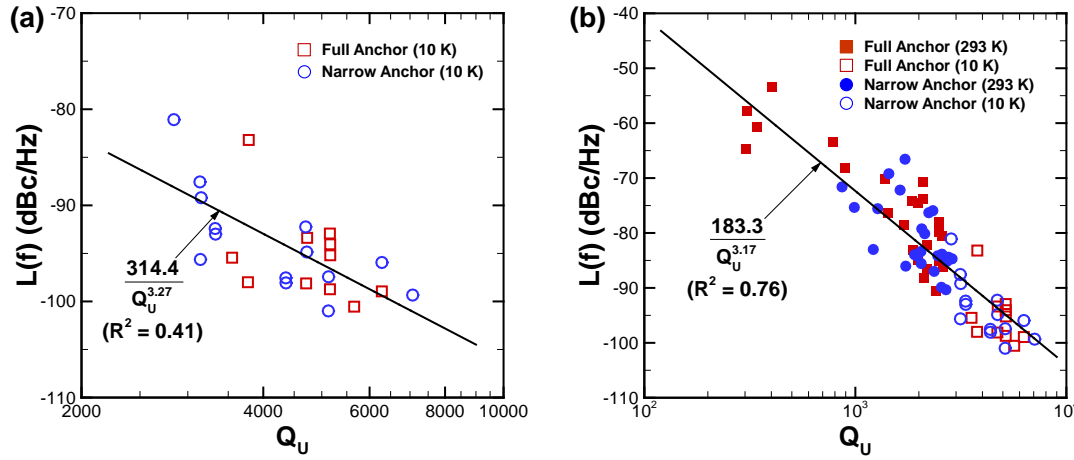 (a)
-70
-80
-90
-100
-110
L(f) (dBc/Hz)
Full Anchor (10 K)
Narrow Anchor (10 K)
314.4
Q_U^3.27
(R² = 0.41)
2000
4000
6000
8000
10000
Q_U
(b)
-40
-50
-60
-70
-80
-90
-100
-110
L(f) (dBc/Hz)
Full Anchor (293 K)
Full Anchor (10 K)
Narrow Anchor (293 K)
Narrow Anchor (10 K)
183.3
Q_U^3.17
(R² = 0.76)
10²
10³
Q_U